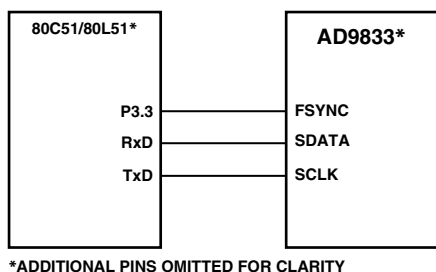 80C51/80L51*
AD9833*
P3.3
FSYNC
RxD
SDATA
TxD
SCLK
*ADDITIONAL PINS OMITTED FOR CLARITY